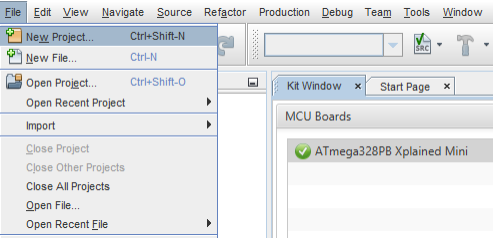 File Edit View Navigate Source Refactor Production Debug Team Tools Window
New Project... Ctrl+Shift-N
New File... Ctrl-N
Open Project... Ctrl+Shift-O
Open Recent Project
Import
Close Project
Close Other Projects
Close All Projects
Open File...
Open Recent File
SRC
Kit Window × Start Page ×
MCU Boards
ATmega328PB Xplained Mini